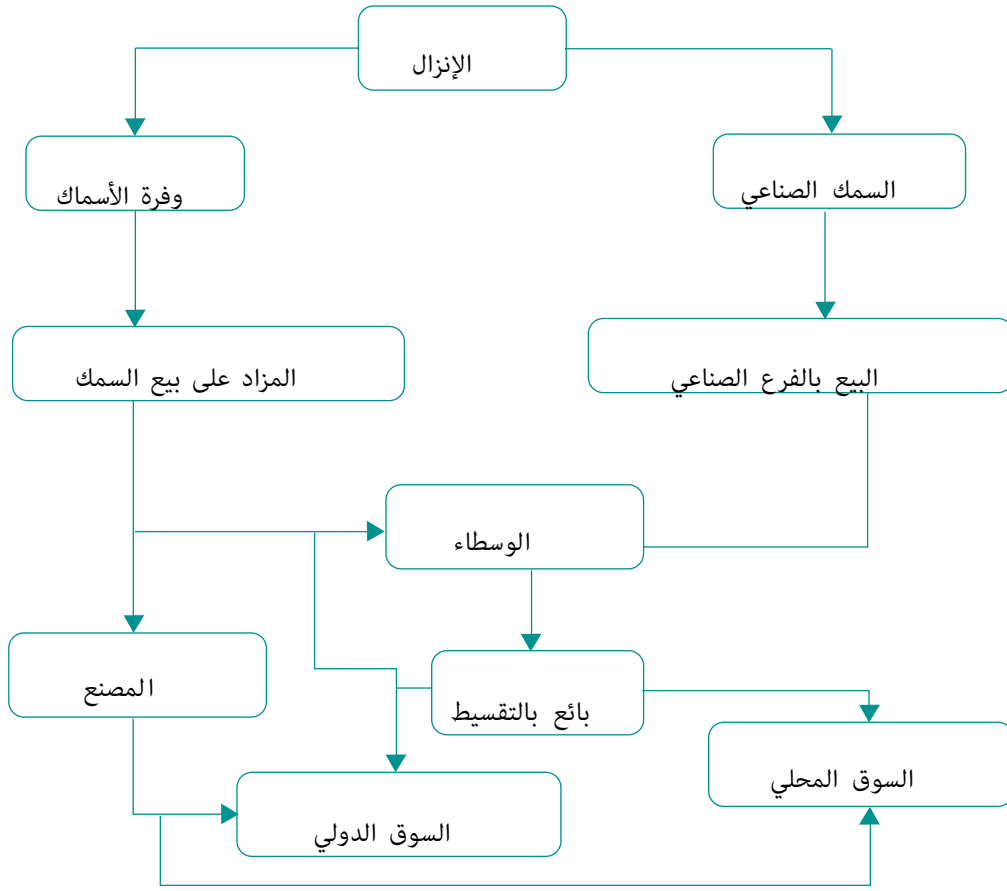 الإنزال
السمك الصناعي
وفرة الأسماك
البيع بالفرع الصناعي
المزاد على بيع السمك
الوسطاء
المصنع
بائع بالتقسيط
السوق المحلي
السوق الدولي